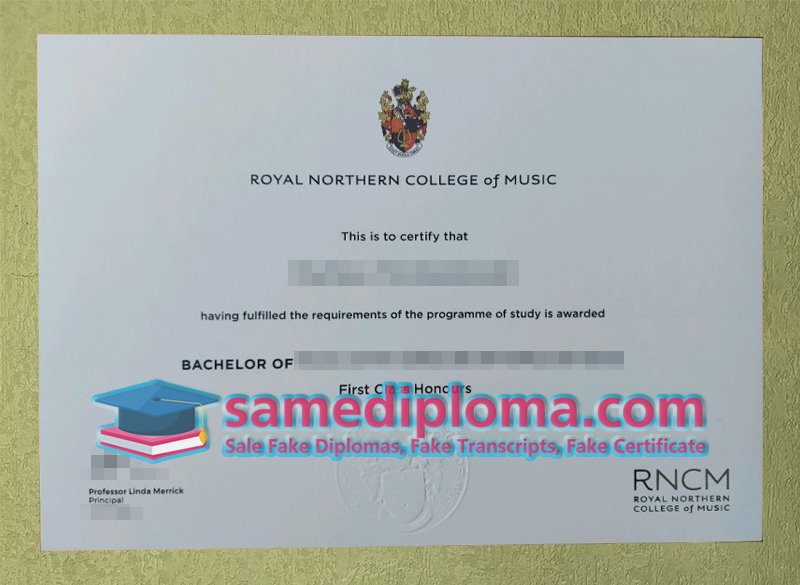 ROYAL NORTHERN COLLEGE of MUSIC
This is to certify that
having fulfilled the requirements of the programme of study is awarded
BACHELOR OF
First Class Honours
samediploma.com
Sale Fake Diplomas, Fake Transcripts, Fake Certificate
Professor Linda Merrick
Principal
RNCM
ROYAL NORTHERN
COLLEGE of MUSIC